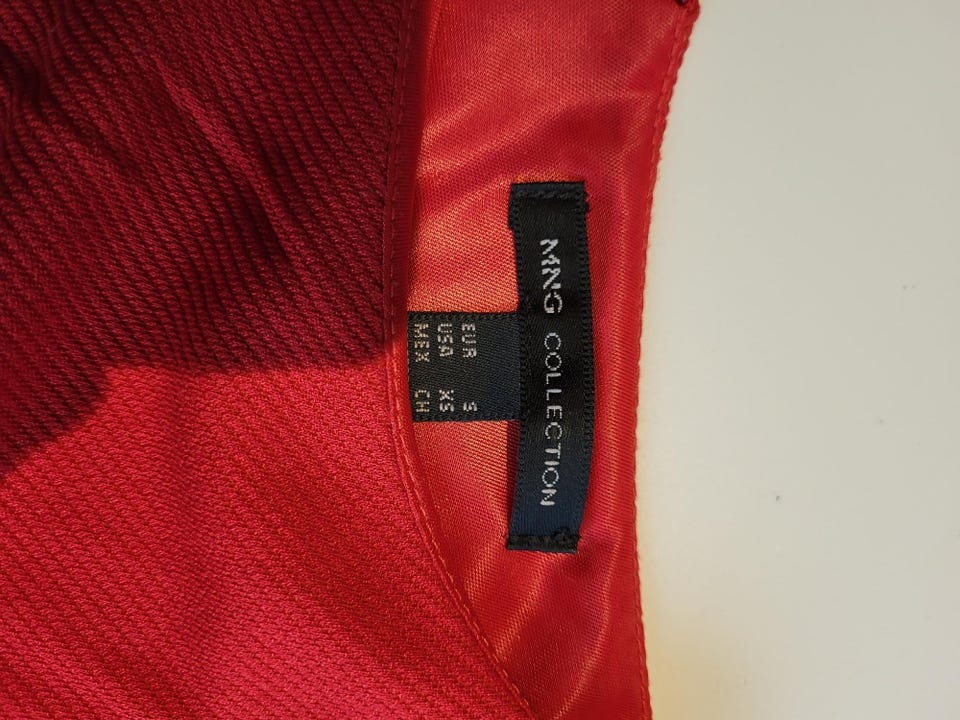 MNG COLLECTION
EUR S
USA XS
MEX CH